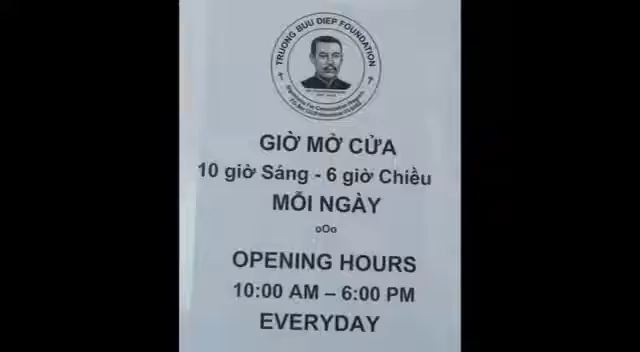 TRUONG BUU DIEP FOUNDATION
GIỜ MỞ CỬA
10 giờ Sáng - 6 giờ Chiều
MỖI NGÀY
oOo
OPENING HOURS
10:00 AM – 6:00 PM
EVERYDAY